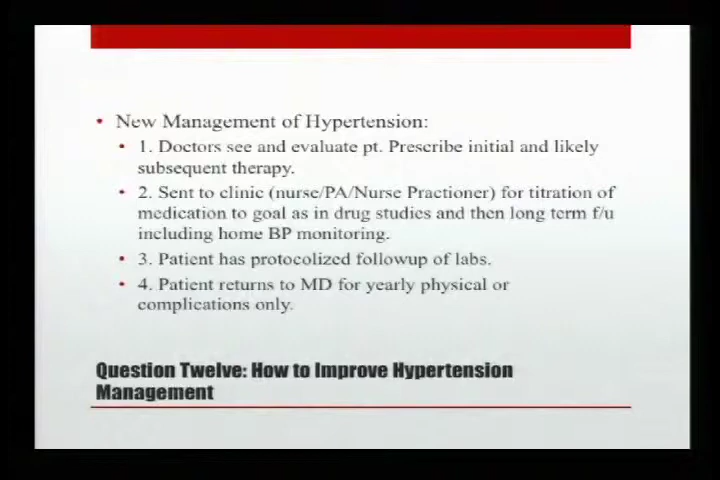 • New Management of Hypertension:
• 1. Doctors see and evaluate pt. Prescribe initial and likely
subsequent therapy.
• 2. Sent to clinic (nurse/PA/Nurse Practioner) for titration of
medication to goal as in drug studies and then long term f/u
including home BP monitoring.
• 3. Patient has protocolized followup of labs.
• 4. Patient returns to MD for yearly physical or
complications only.
Question Twelve: How to Improve Hypertension
Management